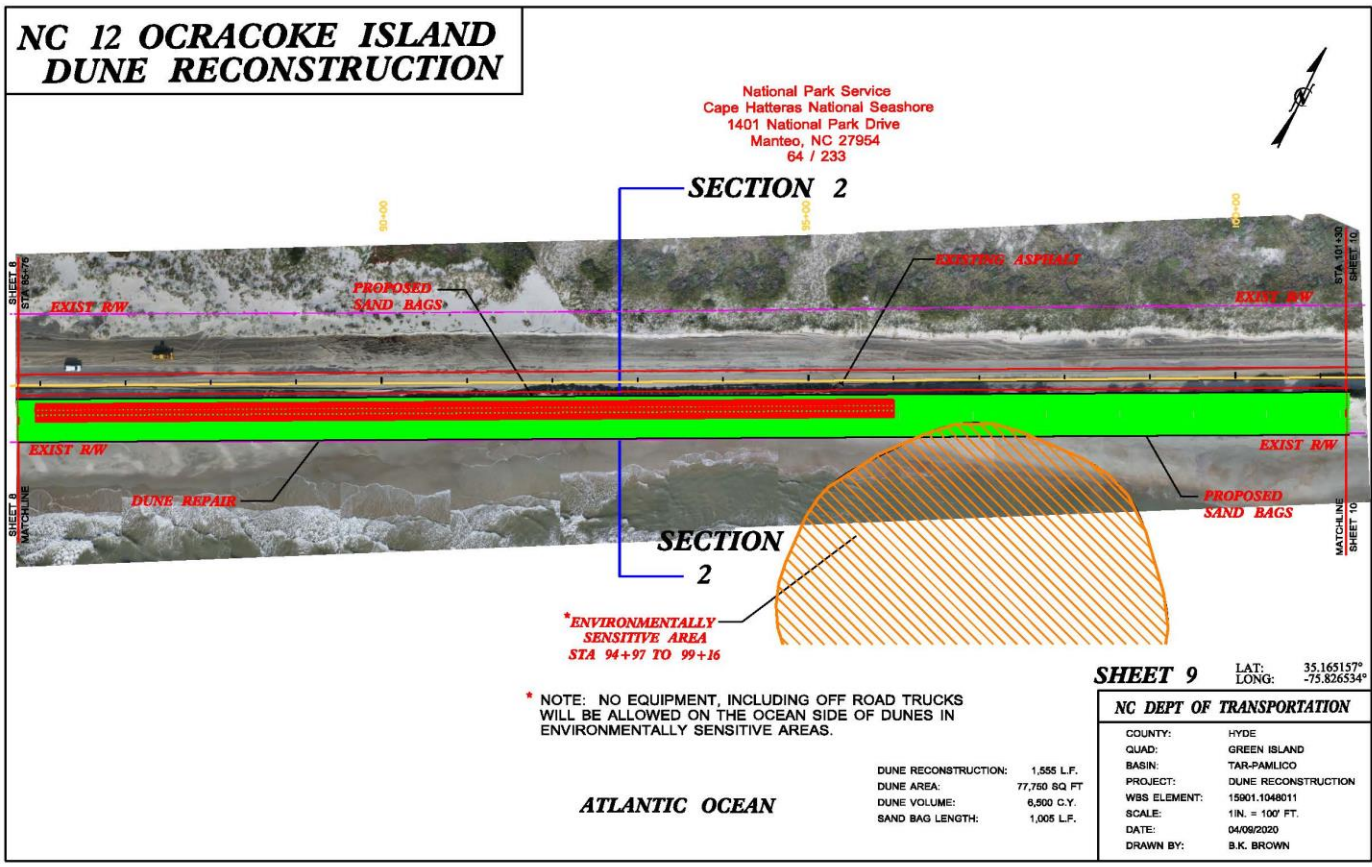 NC 12 OCRACOKE ISLAND
DUNE RECONSTRUCTION
National Park Service
Cape Hatteras National Seashore
1401 National Park Drive
Manteo, NC 27954
64 / 233
N
SECTION 2
90+00
95+00
100+00
SHEET 8
STA 85+75
STA 101+30
SHEET 10
EXIST R/W
PROPOSED
SAND BAGS
EXISTING ASPHALT
EXIST R/W
EXIST R/W
EXIST R/W
DUNE REPAIR
PROPOSED
SAND BAGS
SHEET 8
MATCHLINE
MATCHLINE
SHEET 10
SECTION
2
*ENVIRONMENTALLY
SENSITIVE AREA
STA 94+97 TO 99+16
* NOTE: NO EQUIPMENT, INCLUDING OFF ROAD TRUCKS
WILL BE ALLOWED ON THE OCEAN SIDE OF DUNES IN
ENVIRONMENTALLY SENSITIVE AREAS.
ATLANTIC OCEAN
DUNE RECONSTRUCTION: 1,555 L.F.
DUNE AREA: 77,750 SQ FT
DUNE VOLUME: 6,500 C.Y.
SAND BAG LENGTH: 1,005 L.F.
SHEET 9
LAT: 35.165157°
LONG: -75.826534°
NC DEPT OF TRANSPORTATION
COUNTY: HYDE
QUAD: GREEN ISLAND
BASIN: TAR-PAMLICO
PROJECT: DUNE RECONSTRUCTION
WBS ELEMENT: 15901.1048011
SCALE: 1IN. = 100' FT.
DATE: 04/09/2020
DRAWN BY: B.K. BROWN